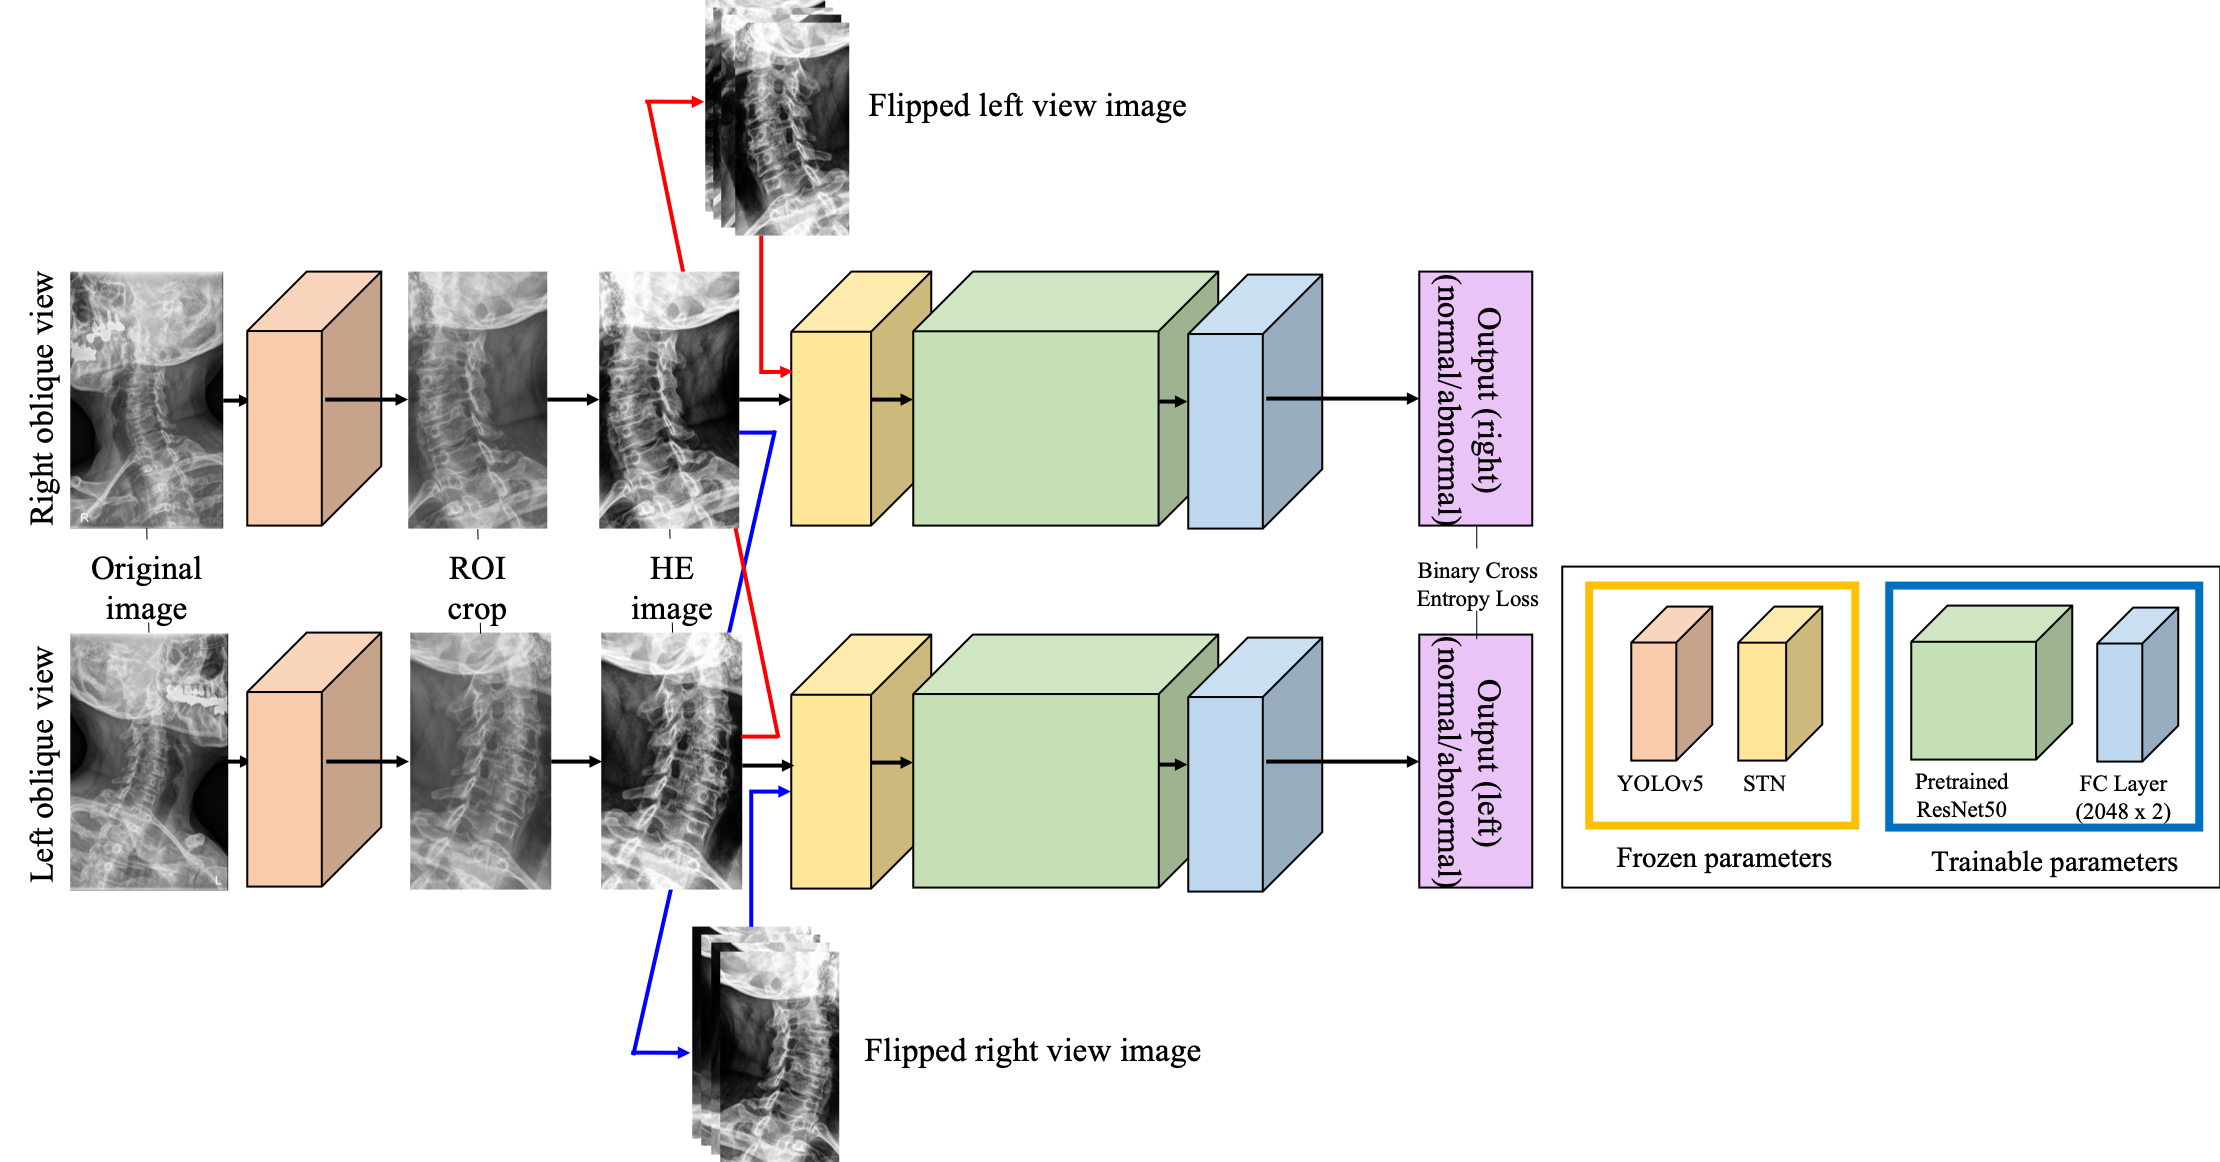 Flipped left view image
Right oblique view
R
Output (right)
(normal/abnormal)
Original
image
ROI
crop
HE
image
Binary Cross
Entropy Loss
Left oblique view
L
Output (left)
(normal/abnormal)
YOLOv5
STN
Frozen parameters
Pretrained
ResNet50
FC Layer
(2048 x 2)
Trainable parameters
Flipped right view image